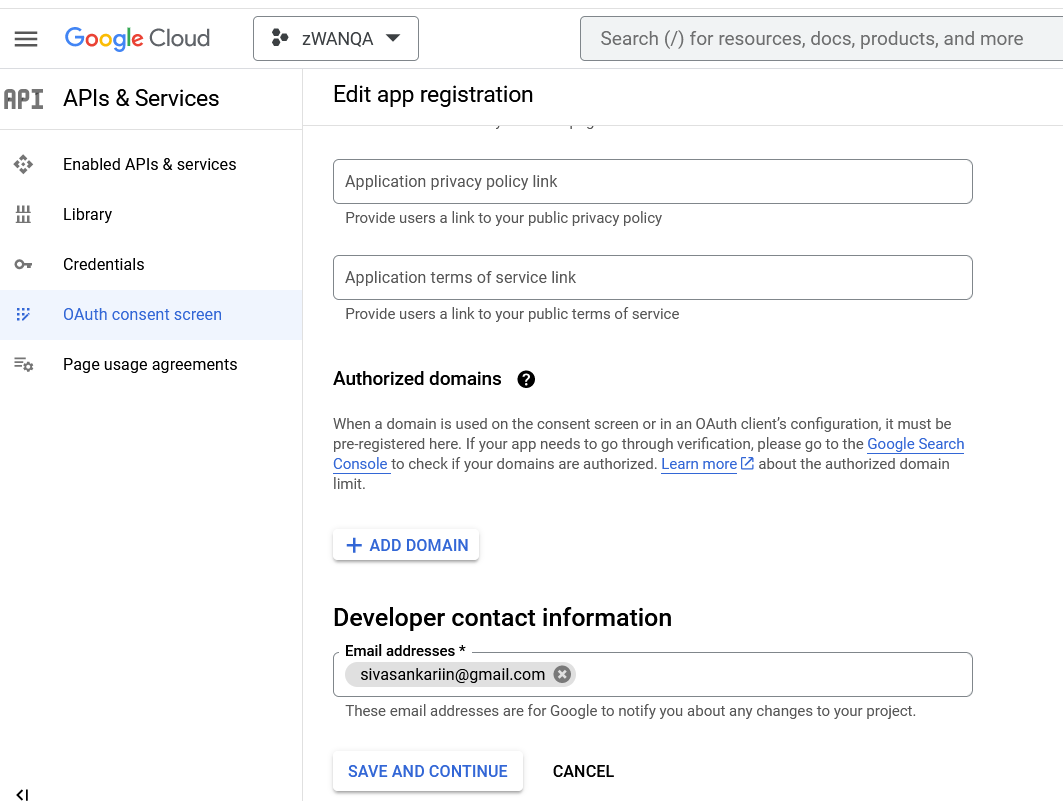 Google Cloud
zWANQA
Search (/) for resources, docs, products, and more
API
APIs & Services
Enabled APIs & services
Library
Credentials
OAuth consent screen
Page usage agreements
Edit app registration
Application privacy policy link
Provide users a link to your public privacy policy
Application terms of service link
Provide users a link to your public terms of service
Authorized domains
When a domain is used on the consent screen or in an OAuth client's configuration, it must be
pre-registered here. If your app needs to go through verification, please go to the Google Search
Console to check if your domains are authorized. Learn more about the authorized domain
limit.
ADD DOMAIN
Developer contact information
Email addresses *
sivasankariin@gmail.com
These email addresses are for Google to notify you about any changes to your project.
SAVE AND CONTINUE
CANCEL